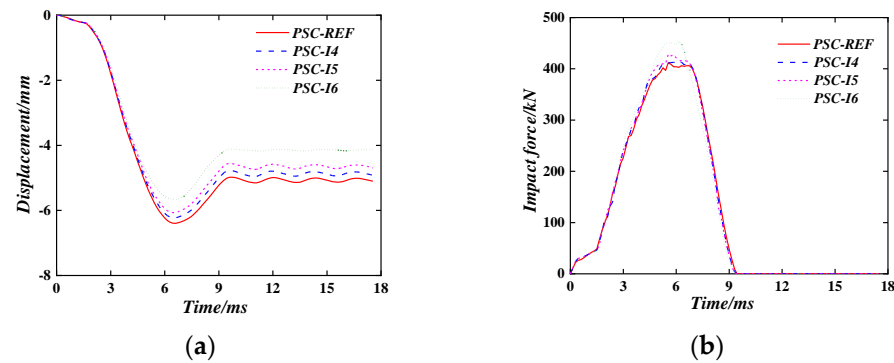 0
-2
-4
-6
-8
Displacement/mm
0 3 6 9 12 15 18
Time/ms
PSC-REF
PSC-I4
PSC-I5
PSC-I6
(a)
500
400
300
200
100
0
Impact force/kN
0 3 6 9 12 15 18
Time/ms
PSC-REF
PSC-I4
PSC-I5
PSC-I6
(b)